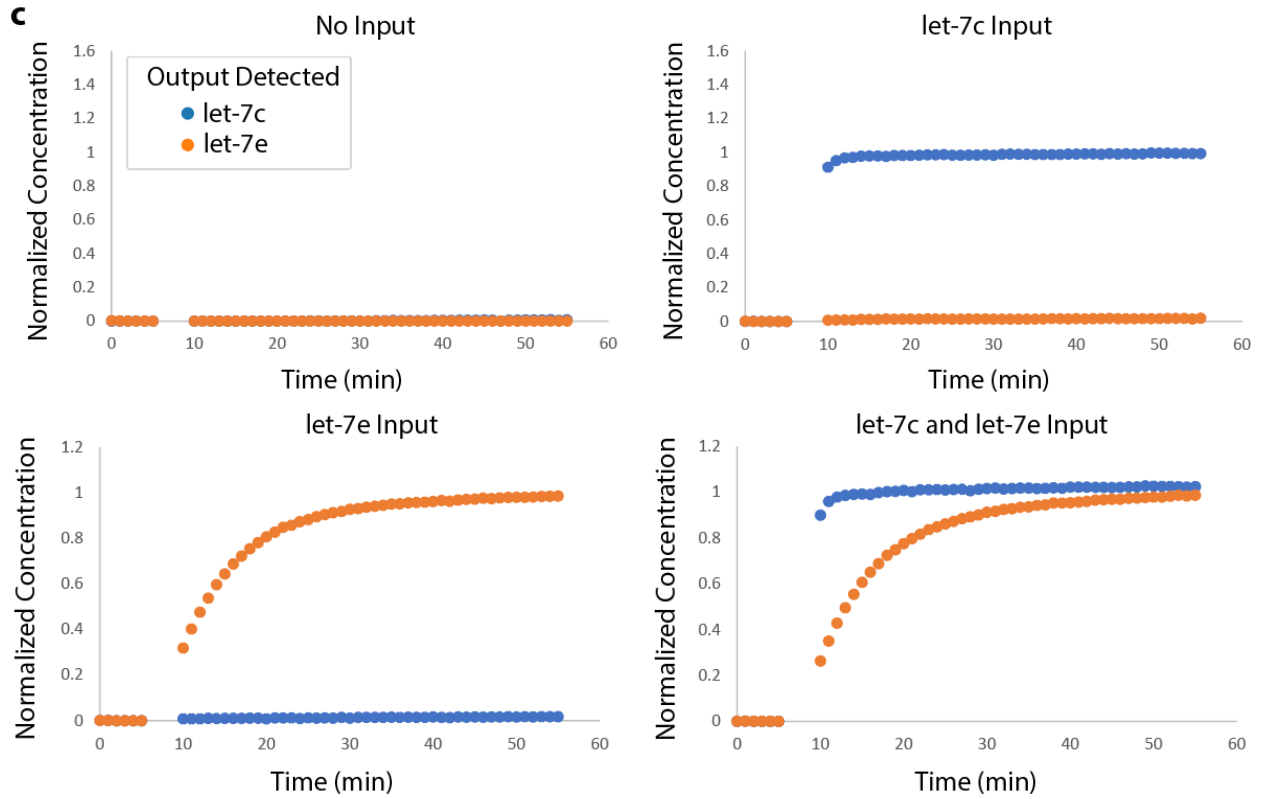 c
No Input
Normalized Concentration
1.6
1.4
1.2
1
0.8
0.6
0.4
0.2
0
Output Detected
let-7c
let-7e
0 10 20 30 40 50 60
Time (min)
let-7c Input
Normalized Concentration
1.6
1.4
1.2
1
0.8
0.6
0.4
0.2
0
0 10 20 30 40 50 60
Time (min)
let-7e Input
Normalized Concentration
1.2
1
0.8
0.6
0.4
0.2
0
0 10 20 30 40 50 60
Time (min)
let-7c and let-7e Input
Normalized Concentration
1.2
1
0.8
0.6
0.4
0.2
0
0 10 20 30 40 50 60
Time (min)